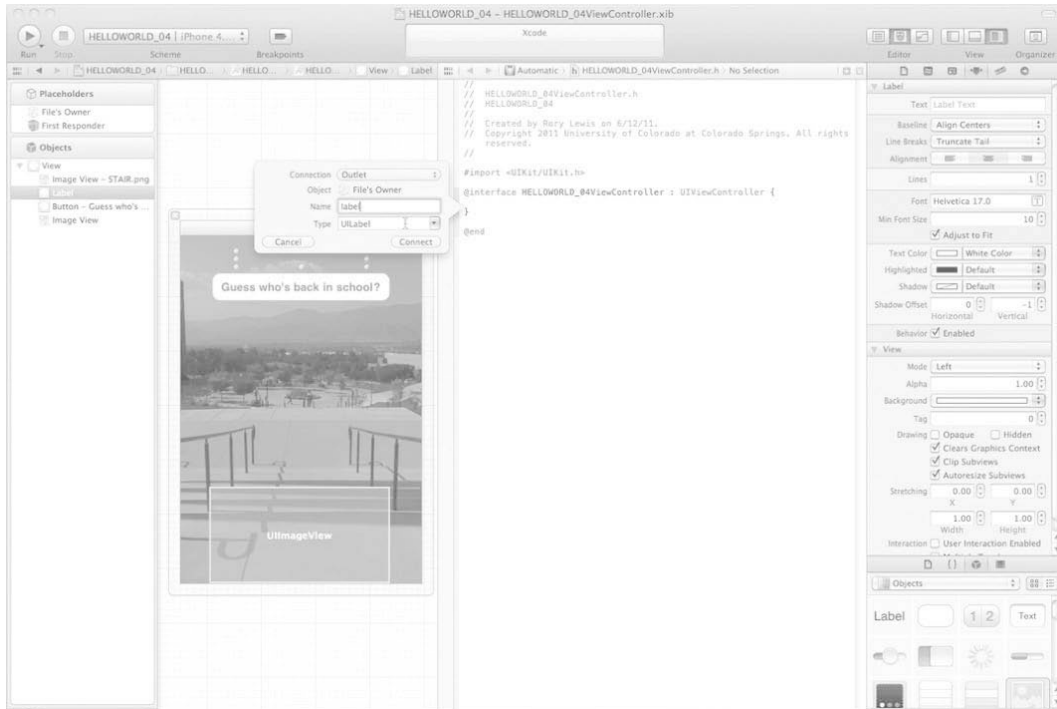 HELLOWORLD_04 – HELLOWORLD_04ViewController.xib
HELLOWORLD_04 | iPhone 4....
Xcode
Run Stop Scheme Breakpoints
Editor View Organizer
HELLOWORLD_04 HELLO... HELLO... HELLO... View Label
Automatic HELLOWORLD_04ViewController.h No Selection
Placeholders
File's Owner
First Responder
Objects
View
Image View – STAIR.png
Label
Button – Guess who's ...
Image View
Connection Outlet
Object File's Owner
Name label
Type UILabel
Cancel Connect
Guess who's back in school?
UIImageView
//
// HELLOWORLD_04ViewController.h
// HELLOWORLD_04
//
// Created by Rory Lewis on 6/12/11.
// Copyright 2011 University of Colorado at Colorado Springs. All rights
reserved.
//
#import <UIKit/UIKit.h>
@interface HELLOWORLD_04ViewController : UIViewController {
}
@end
Label
Text Label Text
Baseline Align Centers
Line Breaks Truncate Tail
Alignment
Lines 1
Font Helvetica 17.0
Min Font Size 10
Adjust to Fit
Text Color White Color
Highlighted Default
Shadow Default
Shadow Offset 0 -1
Horizontal Vertical
Behavior Enabled
View
Mode Left
Alpha 1.00
Background
Tag 0
Drawing Opaque Hidden
Clears Graphics Context
Clip Subviews
Autoresize Subviews
Stretching 0.00 0.00
X Y
1.00 1.00
Width Height
Interaction User Interaction Enabled
Objects
Label 1 2 Text